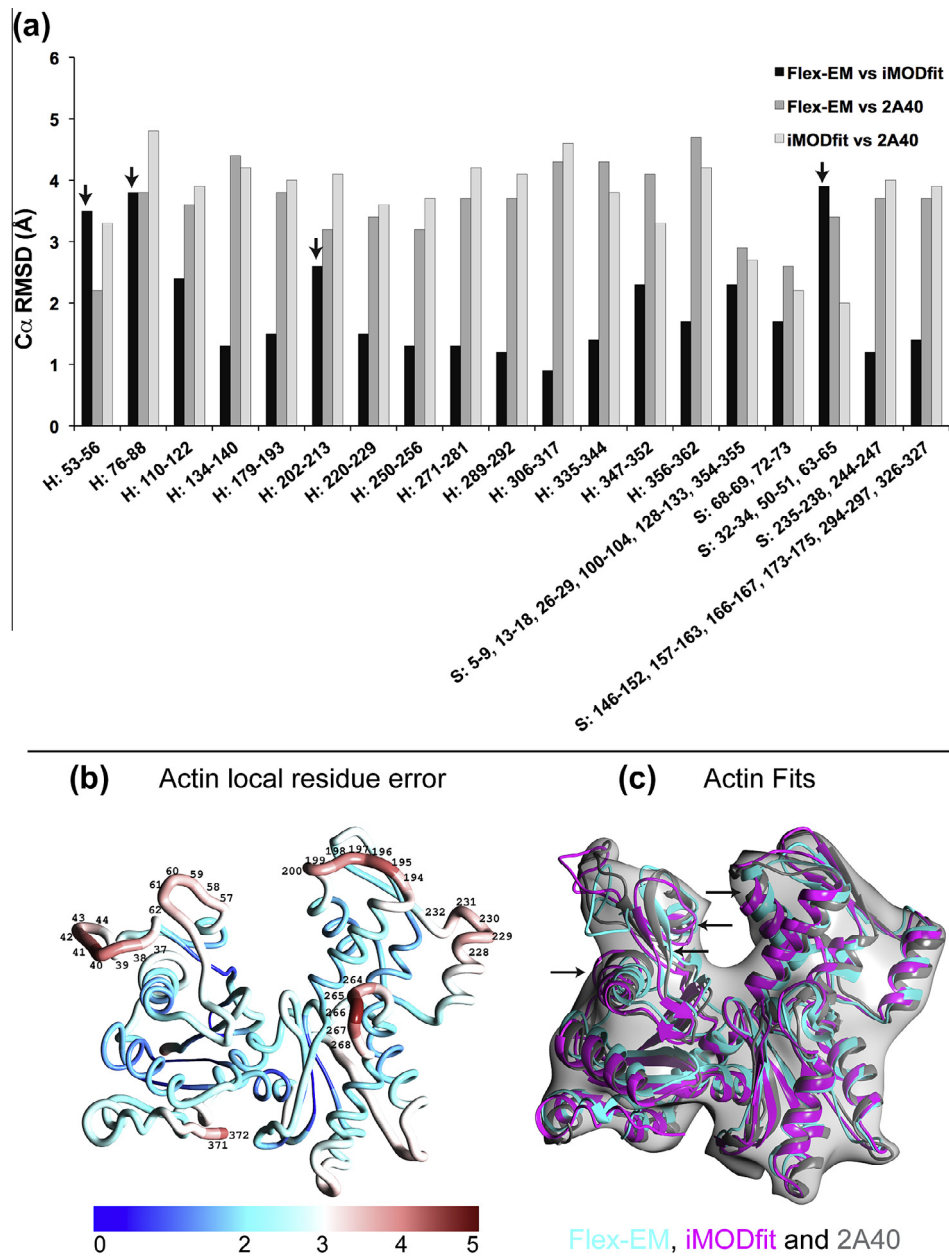 (a)
6
5
4
3
2
1
0
Cα RMSD (Å)
Flex-EM vs iMODfit
Flex-EM vs 2A40
iMODfit vs 2A40
H: 53-56
H: 76-88
H: 110-122
H: 134-140
H: 179-193
H: 202-213
H: 220-229
H: 250-256
H: 271-281
H: 289-292
H: 306-317
H: 335-344
H: 347-352
H: 356-362
S: 5-9, 13-18, 26-29, 100-104, 128-133, 354-355
S: 68-69, 72-73
S: 32-34, 50-51, 63-65
S: 235-238, 244-247
S: 146-152, 157-163, 166-167, 173-175, 294-297, 326-327
(b) Actin local residue error
43
44
42
41
40
39
38
37
62
61
60
59
58
57
200
199
198
197
196
195
194
232
231
230
229
228
264
265
266
267
268
371
372
0 2 3 4 5
(c) Actin Fits
Flex-EM, iMODfit and 2A40